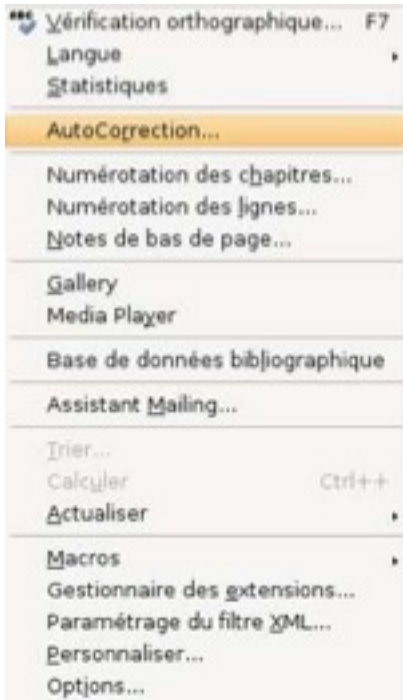 ABC Vérification orthographique... F7
Langue
Statistiques
AutoCorrection...
Numérotation des chapitres...
Numérotation des lignes...
Notes de bas de page...
Gallery
Media Player
Base de données bibliographique
Assistant Mailing...
Trier...
Calculer Ctrl++
Actualiser
Macros
Gestionnaire des extensions...
Paramétrage du filtre XML...
Personnaliser...
Options...